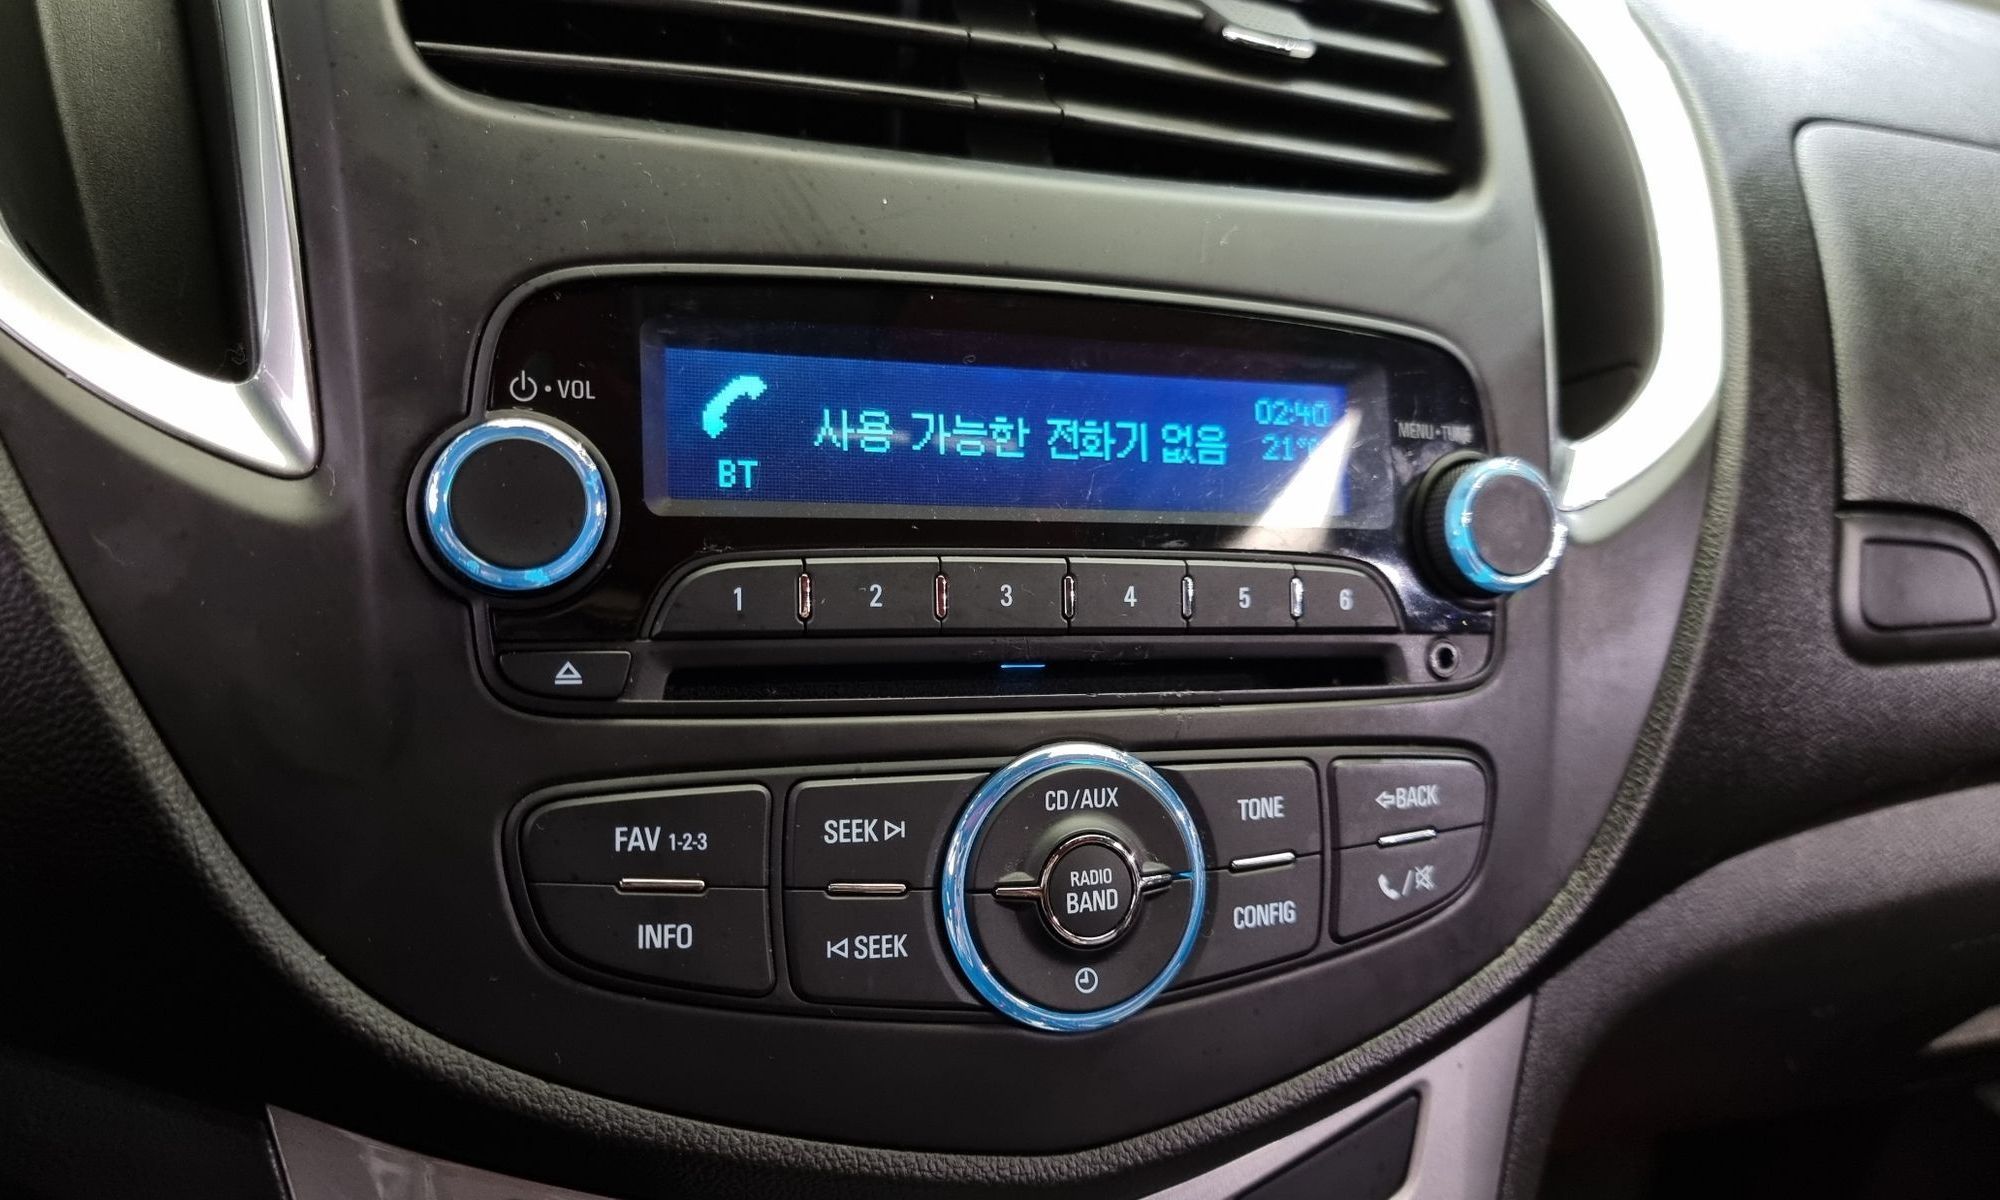 VOL
사용 가능한 전화기 없음
02:40
BT
MENU•TUNE
1 2 3 4 5 6
CD/AUX
FAV 1-2-3
SEEK
RADIO
BAND
TONE
BACK
INFO
SEEK
CONFIG